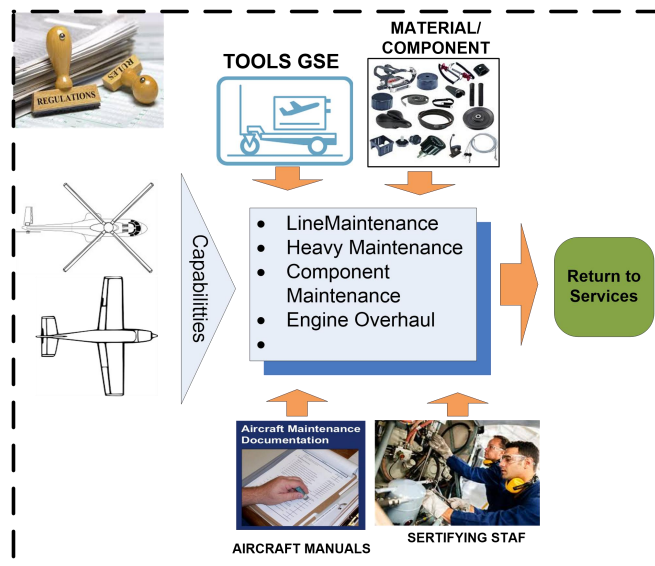 RULES
REGULATIONS
TOOLS GSE
MATERIAL/
COMPONENT
Capabilitties
• LineMaintenance
• Heavy Maintenance
• Component
Maintenance
• Engine Overhaul
•
Return to
Services
Aircraft Maintenance
Documentation
AIRCRAFT MANUALS
SERTIFYING STAF